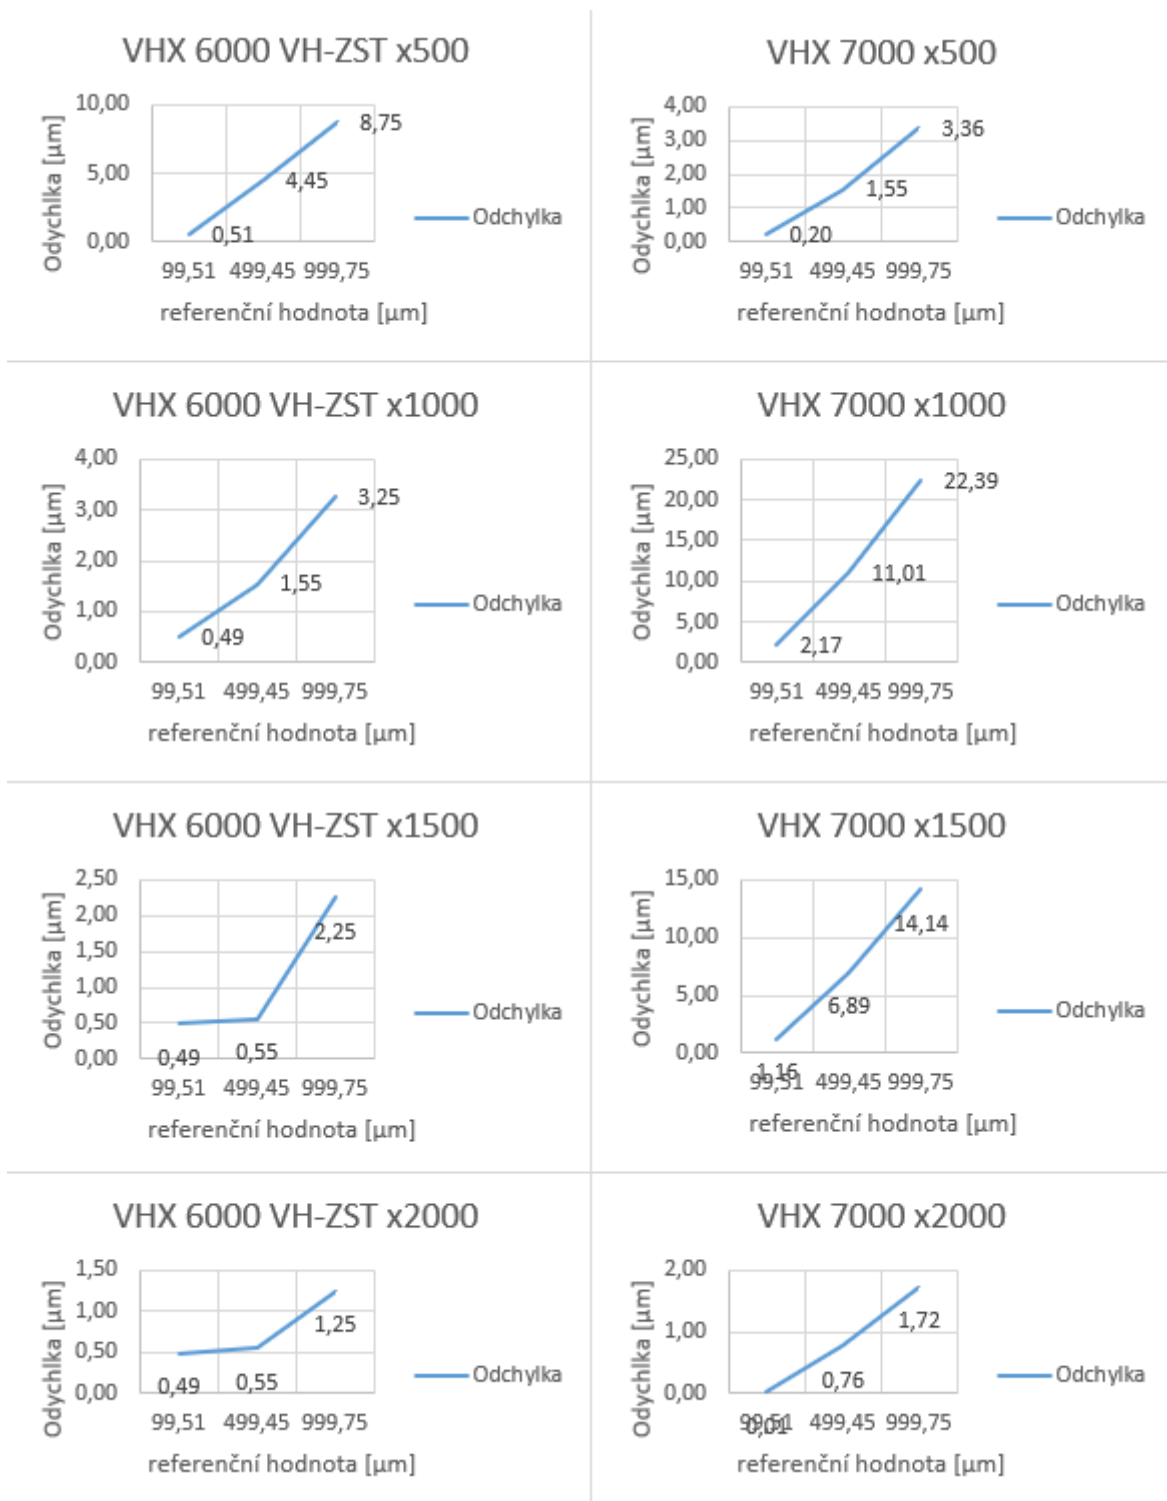 VHX 6000 VH-ZST x500
Odychlka [µm]
10,00
5,00
0,00
8,75
4,45
0,51
Odchylka
99,51 499,45 999,75
referenční hodnota [µm]
VHX 7000 x500
Odychlka [µm]
4,00
3,00
2,00
1,00
0,00
3,36
1,55
0,20
Odchylka
99,51 499,45 999,75
referenční hodnota [µm]
VHX 6000 VH-ZST x1000
Odychlka [µm]
4,00
3,00
2,00
1,00
0,00
3,25
1,55
0,49
Odchylka
99,51 499,45 999,75
referenční hodnota [µm]
VHX 7000 x1000
Odychlka [µm]
25,00
20,00
15,00
10,00
5,00
0,00
22,39
11,01
2,17
Odchylka
99,51 499,45 999,75
referenční hodnota [µm]
VHX 6000 VH-ZST x1500
Odychlka [µm]
2,50
2,00
1,50
1,00
0,50
0,00
2,25
0,55
0,49
Odchylka
99,51 499,45 999,75
referenční hodnota [µm]
VHX 7000 x1500
Odychlka [µm]
15,00
10,00
5,00
0,00
14,14
6,89
1,16
Odchylka
99,51 499,45 999,75
referenční hodnota [µm]
VHX 6000 VH-ZST x2000
Odychlka [µm]
1,50
1,00
0,50
0,00
1,25
0,55
0,49
Odchylka
99,51 499,45 999,75
referenční hodnota [µm]
VHX 7000 x2000
Odychlka [µm]
2,00
1,00
0,00
1,72
0,76
0,01
Odchylka
99,51 499,45 999,75
referenční hodnota [µm]